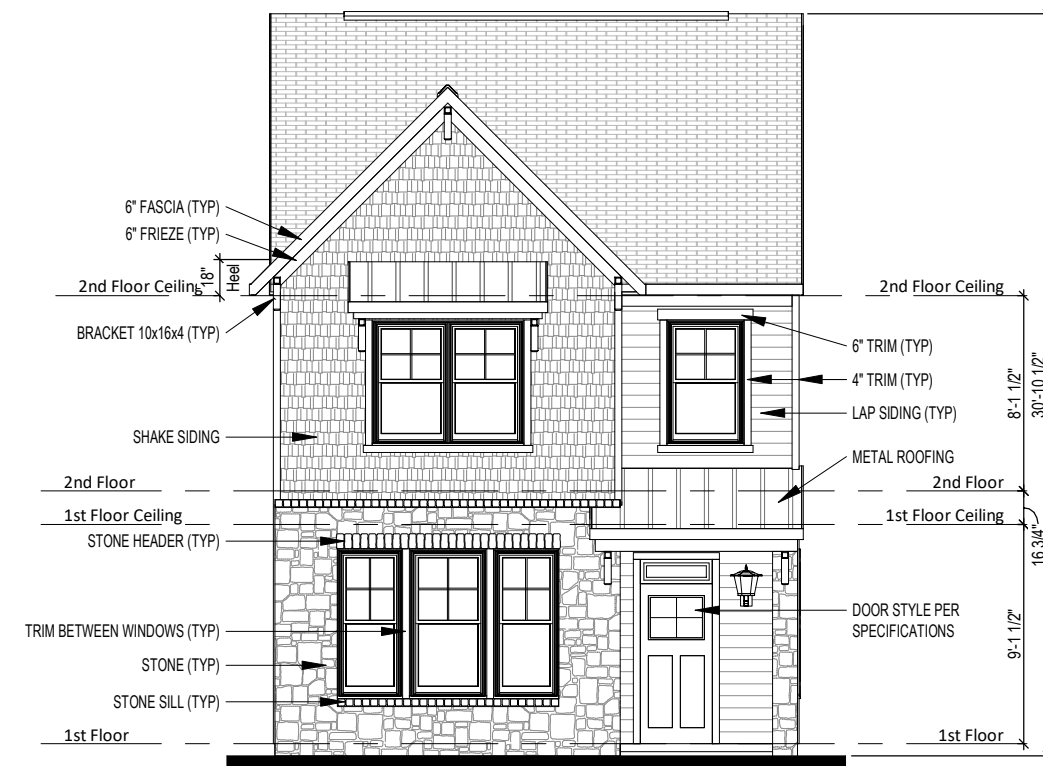 6" FASCIA (TYP)
6" FRIEZE (TYP)
18"
Heel
2nd Floor Ceiling
2nd Floor Ceiling
BRACKET 10x16x4 (TYP)
6" TRIM (TYP)
4" TRIM (TYP)
8'-1 1/2"
30'-10 1/2"
LAP SIDING (TYP)
SHAKE SIDING
METAL ROOFING
2nd Floor
2nd Floor
1st Floor Ceiling
1st Floor Ceiling
STONE HEADER (TYP)
16 3/4"
DOOR STYLE PER
SPECIFICATIONS
9'-1 1/2"
TRIM BETWEEN WINDOWS (TYP)
STONE (TYP)
STONE SILL (TYP)
1st Floor
1st Floor